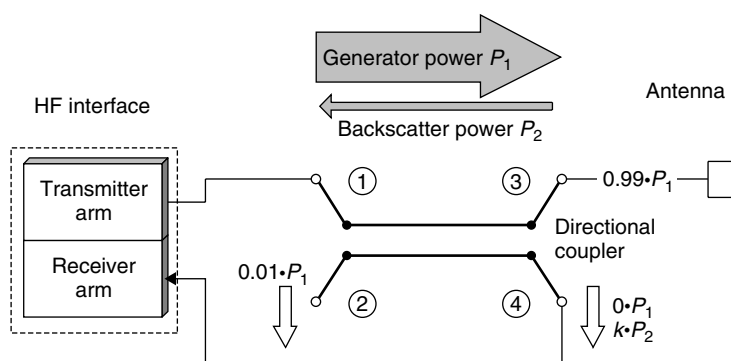 Generator power P1
HF interface
Antenna
Backscatter power P2
Transmitter
arm
1
3
0.99•P1
Directional
coupler
Receiver
arm
0.01•P1
2
4
0•P1
k•P2